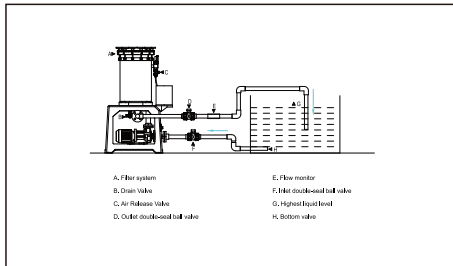 A
C
B
D
E
F
G
H
A. Filter system
B. Drain Valve
C. Air Release Valve
D. Outlet double-seal ball valve
E. Flow monitor
F. Inlet double-seal ball valve
G. Highest liquid level
H. Bottom valve